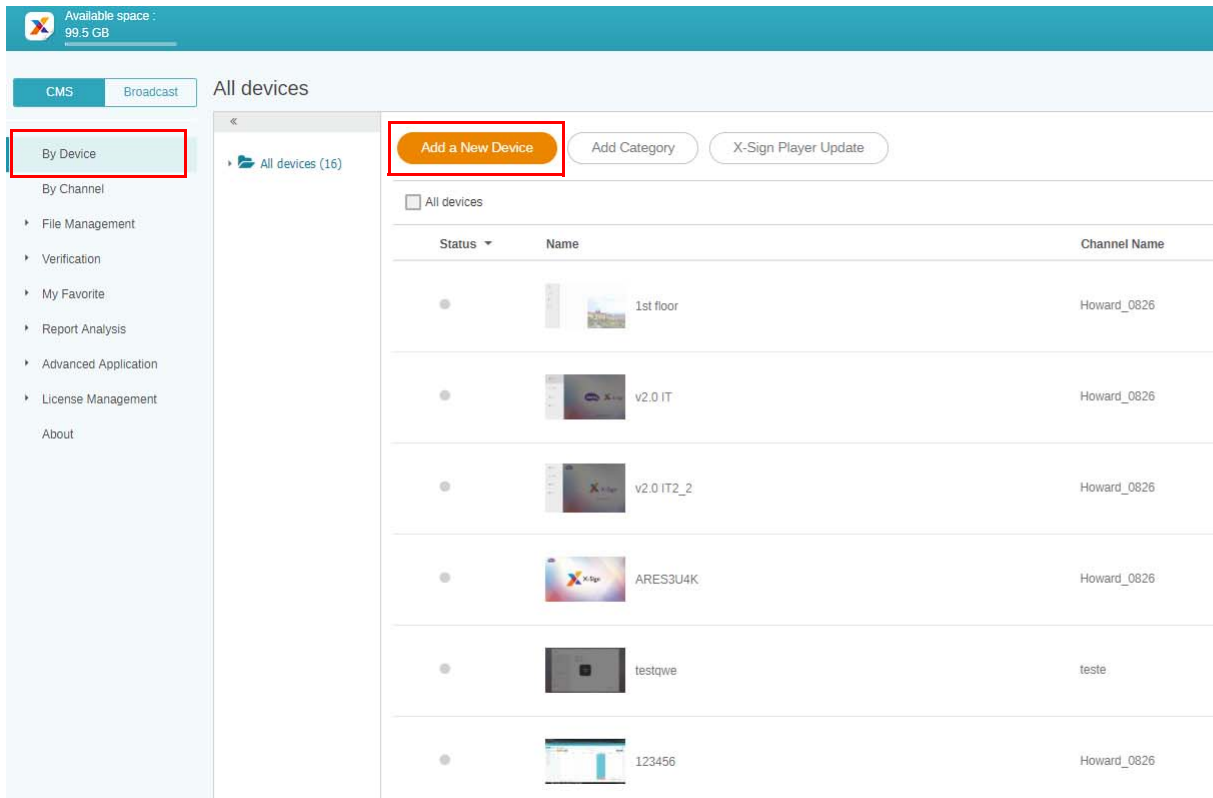 Available space :
99.5 GB
CMS
Broadcast
All devices
«
By Device
By Channel
File Management
Verification
My Favorite
Report Analysis
Advanced Application
License Management
About
All devices (16)
Add a New Device
Add Category
X-Sign Player Update
All devices
Status
Name
Channel Name
1st floor
Howard_0826
v2.0 IT
Howard_0826
X-Sign
v2.0 IT2_2
Howard_0826
X-Sign
ARES3U4K
Howard_0826
testqwe
teste
123456
Howard_0826